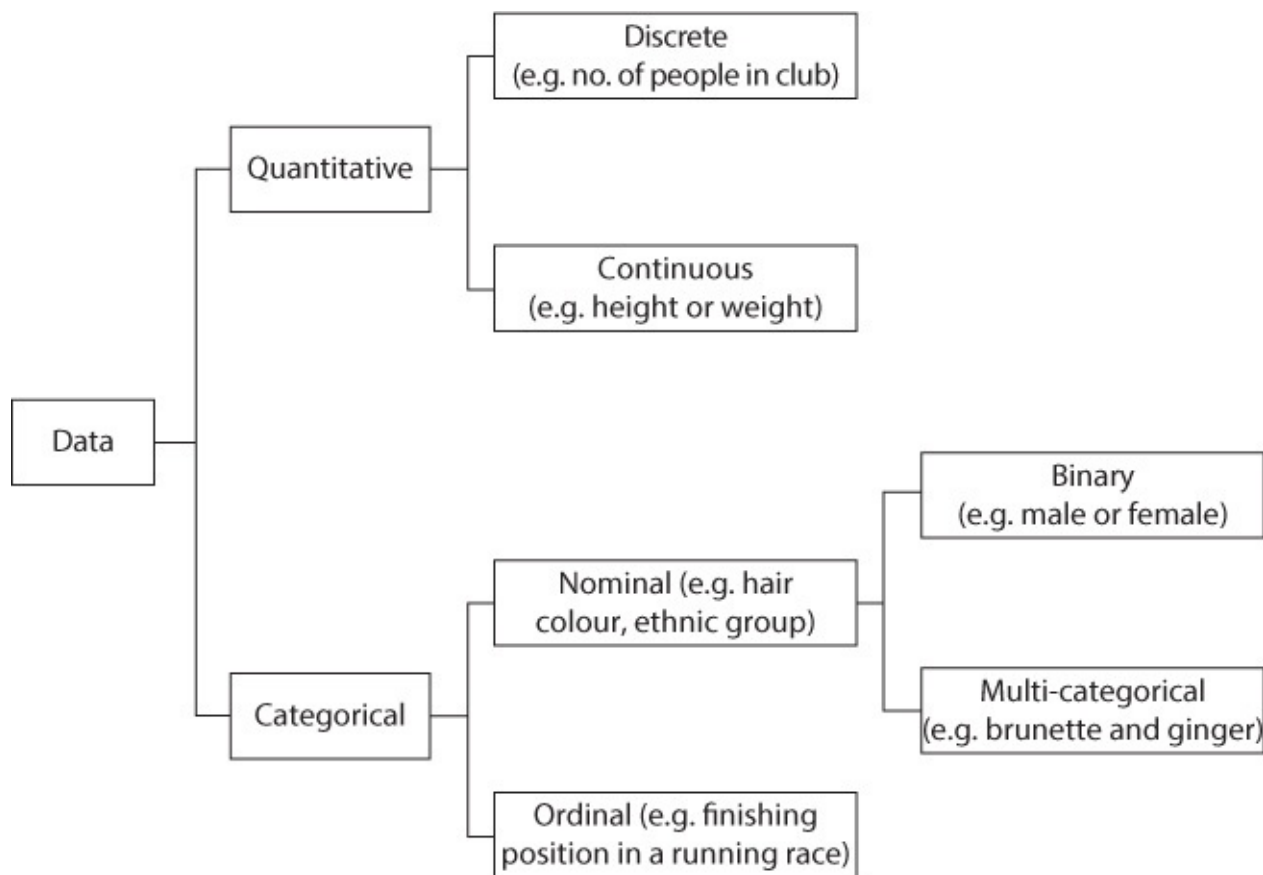 Discrete
(e.g. no. of people in club)
Quantitative
Continuous
(e.g. height or weight)
Data
Binary
(e.g. male or female)
Nominal (e.g. hair
colour, ethnic group)
Multi-categorical
(e.g. brunette and ginger)
Categorical
Ordinal (e.g. finishing
position in a running race)